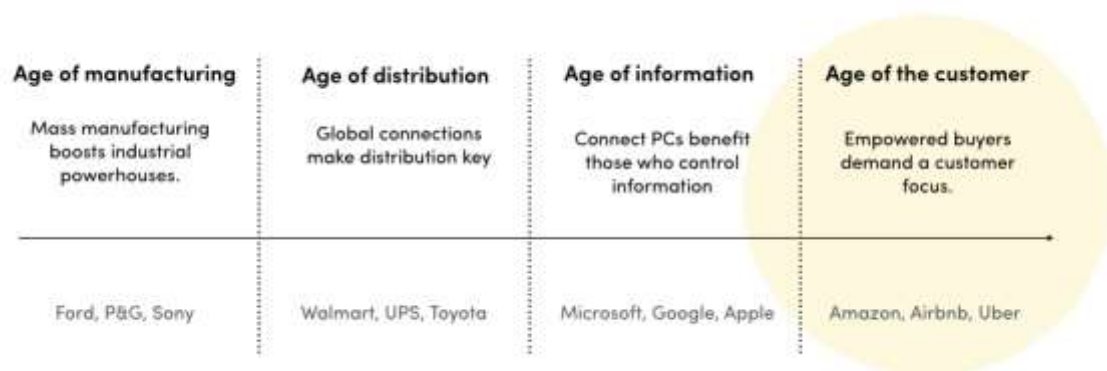 Age of manufacturing
Mass manufacturing
boosts industrial
powerhouses.
Ford, P&G, Sony
Age of distribution
Global connections
make distribution key
Walmart, UPS, Toyota
Age of information
Connect PCs benefit
those who control
information
Microsoft, Google, Apple
Age of the customer
Empowered buyers
demand a customer
focus.
Amazon, Airbnb, Uber